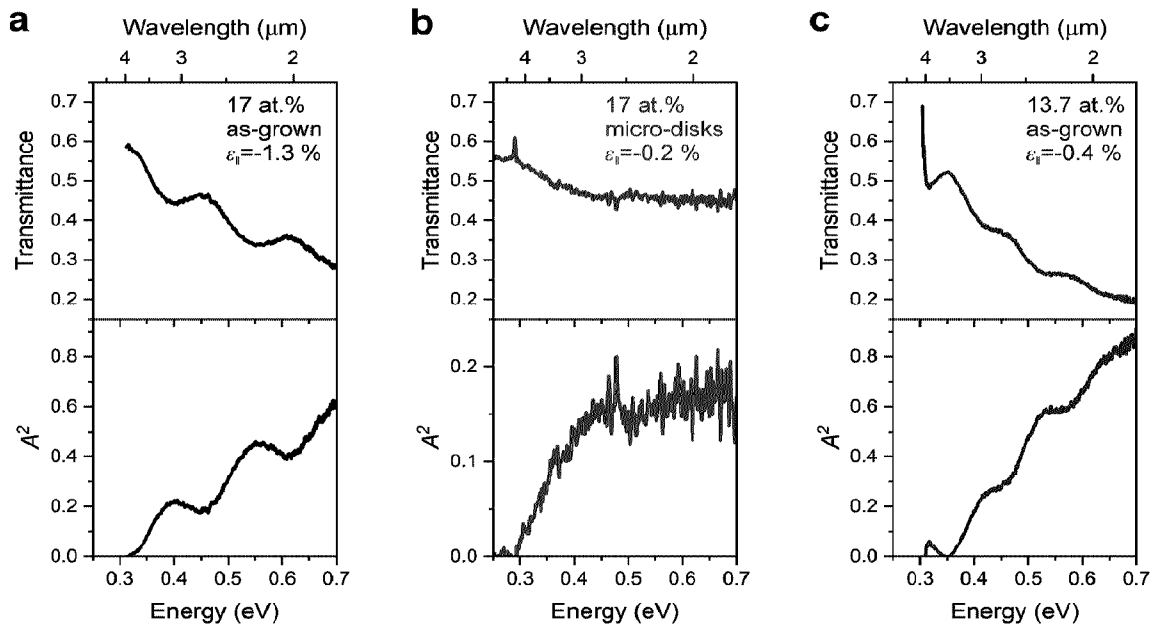 a
Wavelength (μm)
4 3 2
Transmittance
0.7
0.6
0.5
0.4
0.3
0.2
17 at.%
as-grown
ε||=-1.3 %
A²
0.8
0.6
0.4
0.2
0.0
0.3 0.4 0.5 0.6 0.7
Energy (eV)
b
Wavelength (μm)
4 3 2
Transmittance
0.7
0.6
0.5
0.4
0.3
0.2
17 at.%
micro-disks
ε||=-0.2 %
A²
0.2
0.1
0.0
0.3 0.4 0.5 0.6 0.7
Energy (eV)
c
Wavelength (μm)
4 3 2
Transmittance
0.7
0.6
0.5
0.4
0.3
0.2
13.7 at.%
as-grown
ε||=-0.4 %
A²
0.8
0.6
0.4
0.2
0.0
0.3 0.4 0.5 0.6 0.7
Energy (eV)